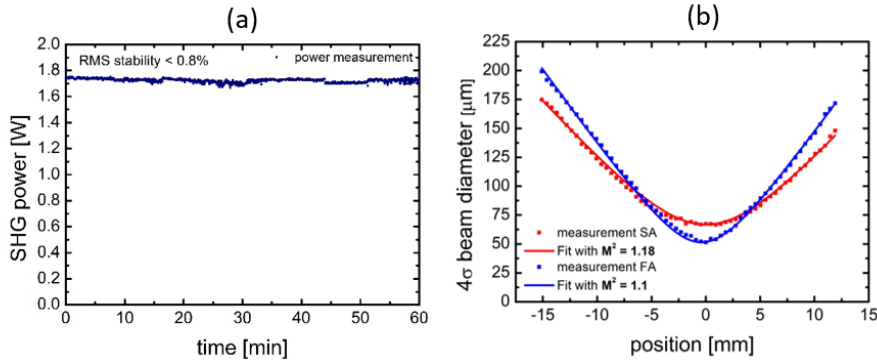 (a)
2.0
1.8
1.6
1.4
1.2
1.0
0.8
0.6
0.4
0.2
0.0
SHG power [W]
RMS stability < 0.8%
power measurement
0 10 20 30 40 50 60
time [min]
(b)
225
200
175
150
125
100
75
50
25
0
4σ beam diameter [μm]
measurement SA
Fit with M² = 1.18
measurement FA
Fit with M² = 1.1
-15 -10 -5 0 5 10 15
position [mm]